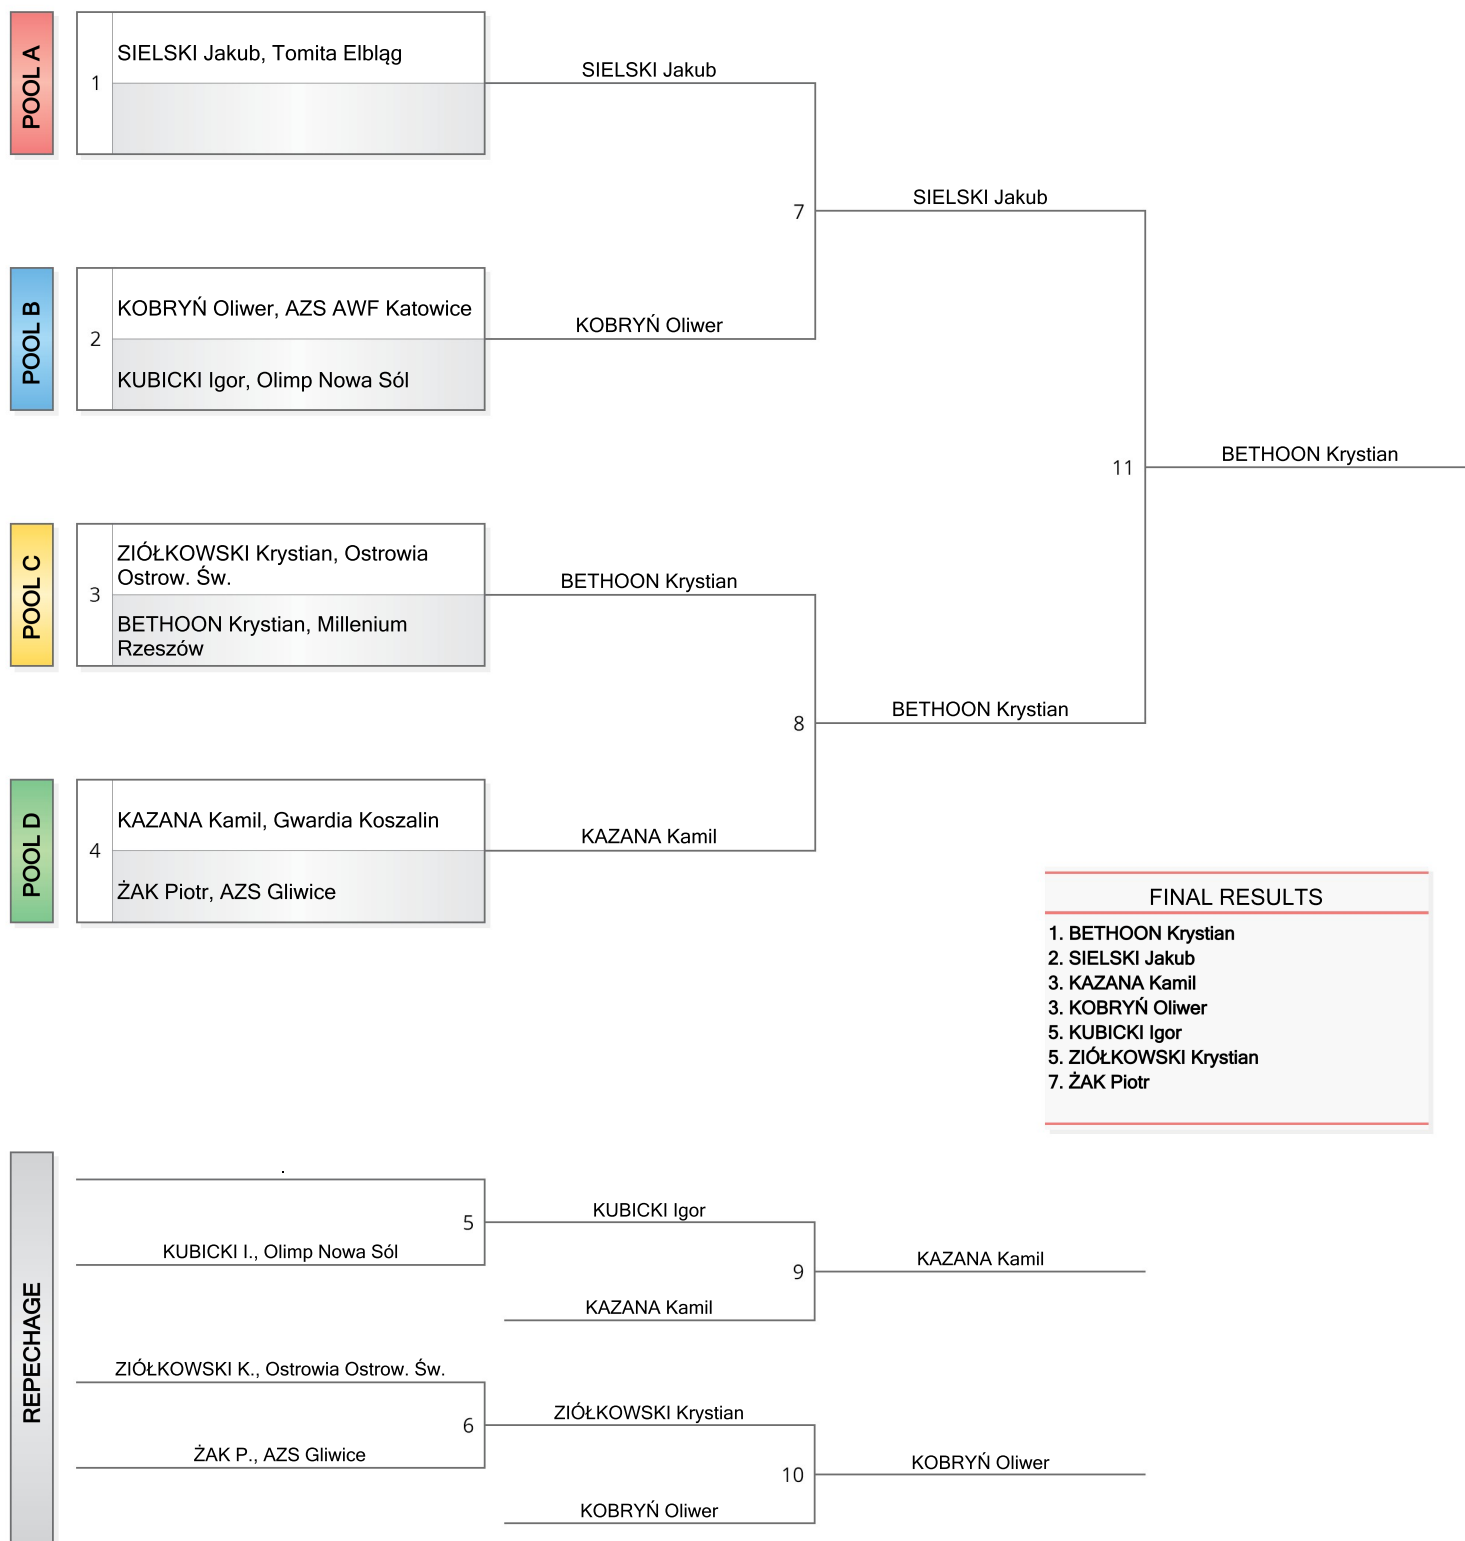 POOL A
1
SIELSKI Jakub, Tomita Elbląg
SIELSKI Jakub
7
SIELSKI Jakub
POOL B
2
KOBRYŃ Oliwer, AZS AWF Katowice
KUBICKI Igor, Olimp Nowa Sól
KOBRYŃ Oliwer
11
BETHOON Krystian
POOL C
3
ZIÓŁKOWSKI Krystian, Ostrowia
Ostrow. Św.
BETHOON Krystian, Millenium
Rzeszów
BETHOON Krystian
8
BETHOON Krystian
POOL D
4
KAZANA Kamil, Gwardia Koszalin
ŻAK Piotr, AZS Gliwice
KAZANA Kamil
FINAL RESULTS
1. BETHOON Krystian
2. SIELSKI Jakub
3. KAZANA Kamil
3. KOBRYŃ Oliwer
5. KUBICKI Igor
5. ZIÓŁKOWSKI Krystian
7. ŻAK Piotr
REPECHAGE
.
5
KUBICKI I., Olimp Nowa Sól
KUBICKI Igor
9
KAZANA Kamil
KAZANA Kamil
ZIÓŁKOWSKI K., Ostrowia Ostrow. Św.
6
ŻAK P., AZS Gliwice
ZIÓŁKOWSKI Krystian
10
KOBRYŃ Oliwer
KOBRYŃ Oliwer